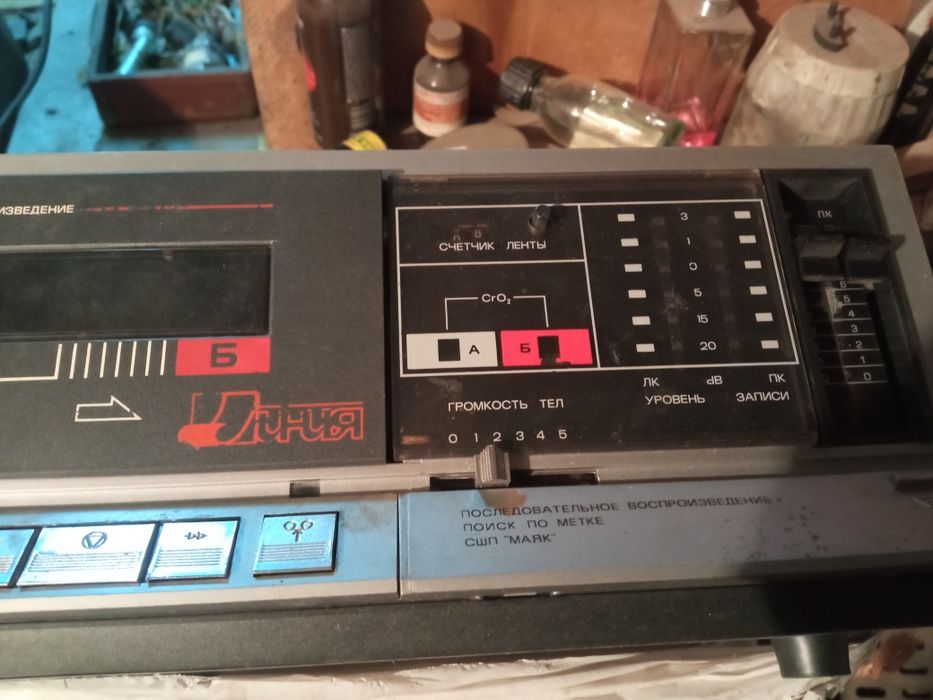 ИЗВЕДЕНИЕ
СЧЕТЧИК ЛЕНТЫ
CrO₂
А
Б
Б
Линия
ГРОМКОСТЬ ТЕЛ
0 1 2 3 4 5
3
1
0
5
15
20
ЛК dB ПК
УРОВЕНЬ ЗАПИСИ
ПК
6
5
4
3
2
1
0
ПОСЛЕДОВАТЕЛЬНОЕ ВОСПРОИЗВЕДЕНИЕ
ПОИСК ПО МЕТКЕ
СШП "МАЯК"